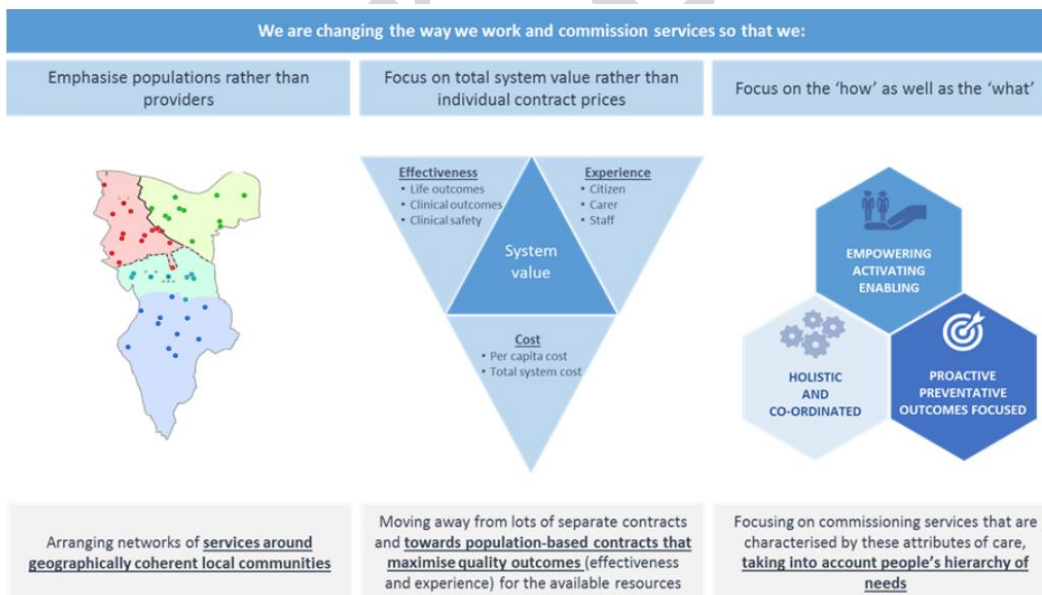 We are changing the way we work and commission services so that we:
Emphasise populations rather than
providers
Focus on total system value rather than
individual contract prices
Focus on the ‘how’ as well as the ‘what’
Effectiveness
• Life outcomes
• Clinical outcomes
• Clinical safety
Experience
• Citizen
• Carer
• Staff
System
value
Cost
• Per capita cost
• Total system cost
EMPOWERING
ACTIVATING
ENABLING
HOLISTIC
AND
CO-ORDINATED
PROACTIVE
PREVENTATIVE
OUTCOMES FOCUSED
Arranging networks of services around
geographically coherent local communities
Moving away from lots of separate contracts
and towards population-based contracts that
maximise quality outcomes (effectiveness
and experience) for the available resources
Focusing on commissioning services that are
characterised by these attributes of care,
taking into account people’s hierarchy of
needs